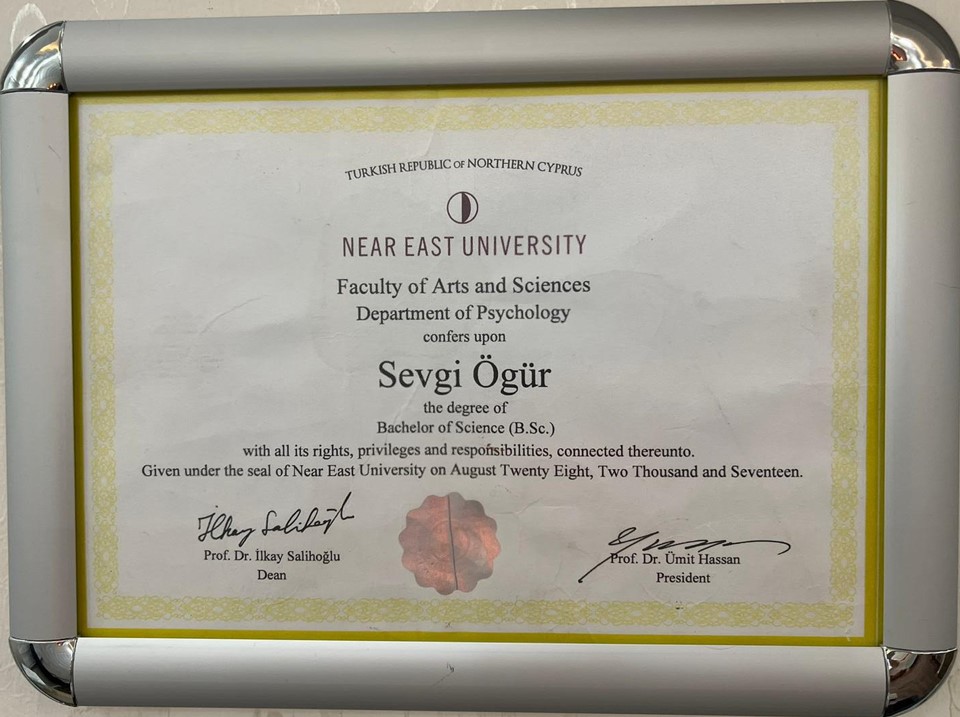 TURKISH REPUBLIC OF NORTHERN CYPRUS
NEAR EAST UNIVERSITY
Faculty of Arts and Sciences
Department of Psychology
confers upon
Sevgi Ögür
the degree of
Bachelor of Science (B.Sc.)
with all its rights, privileges and responsibilities, connected thereunto.
Given under the seal of Near East University on August Twenty Eight, Two Thousand and Seventeen.
İlkay Salihoğlu
Prof. Dr. İlkay Salihoğlu
Dean
Prof. Dr. Ümit Hassan
President